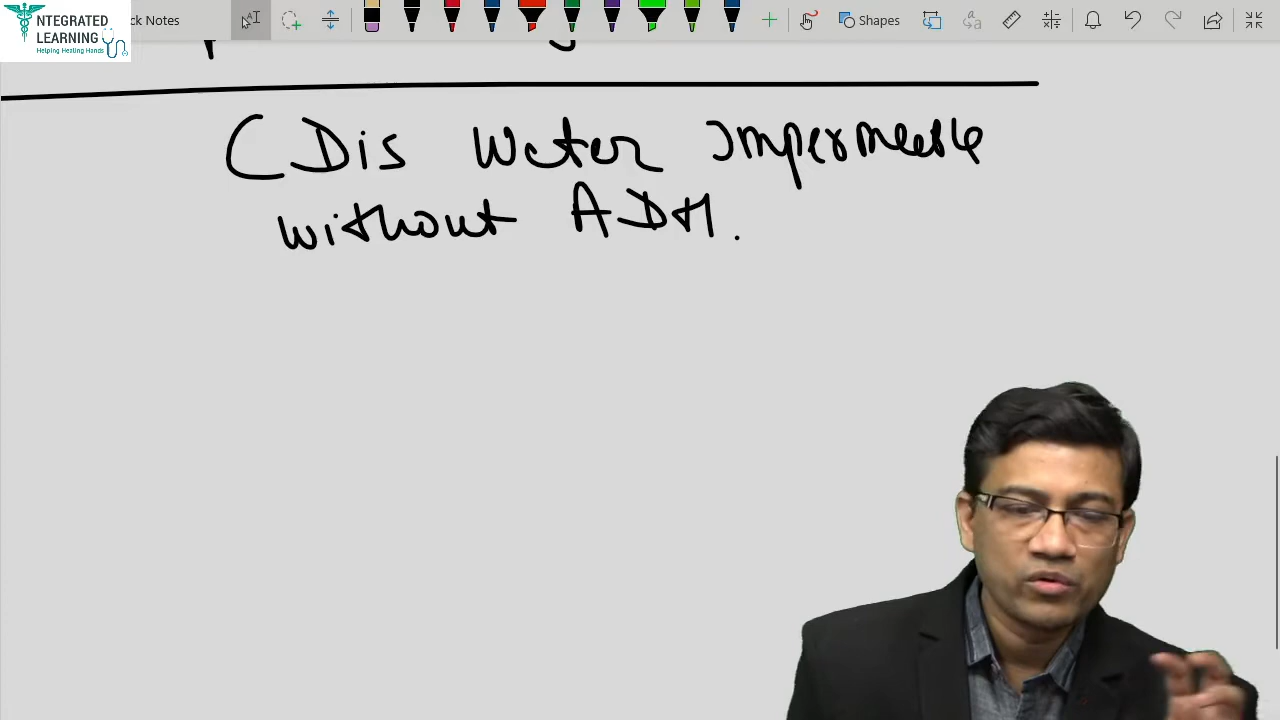 NTEGRATED
LEARNING
Helping Healing Hands
ck Notes
Shapes
CD is Water Impermeable
without ADH.